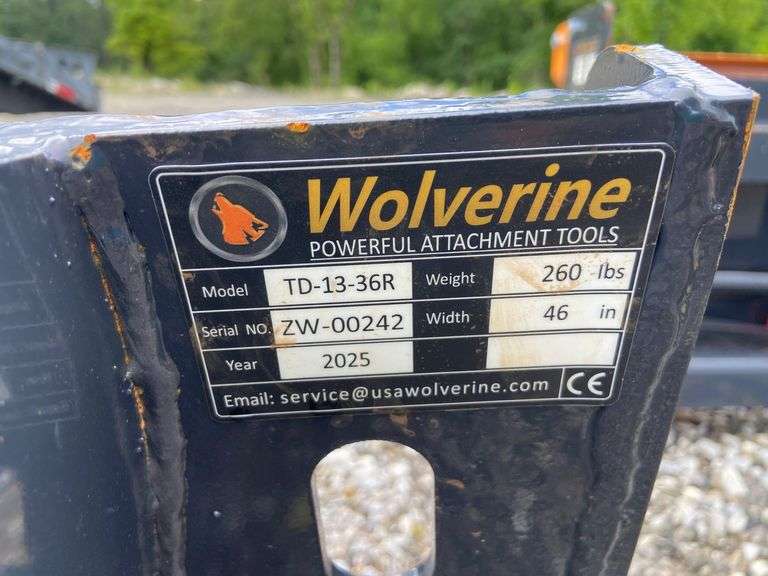 Wolverine
POWERFUL ATTACHMENT TOOLS
Model TD-13-36R Weight 260 lbs
Serial NO. ZW-00242 Width 46 in
Year 2025
Email: service@usawolverine.com CE